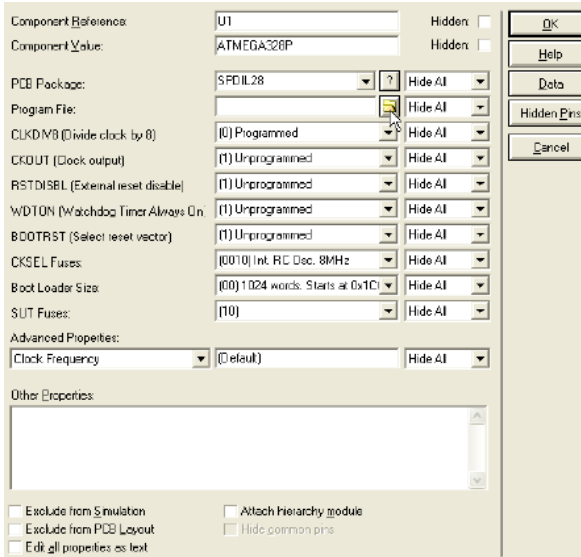 Component Reference: U1 Hidden: OK
Component Value: ATMEGA328P Hidden: Help
PCB Package: SPDIL28 ? Hide All Data
Program File: Hide All Hidden Pins
CLKDIV8 (Divide clock by 8) (0) Programmed Hide All Cancel
CKOUT (Clock output) (1) Unprogrammed Hide All
RSTDISBL (External reset disable) (1) Unprogrammed Hide All
WDTON (Watchdog Timer Always On) (1) Unprogrammed Hide All
BOOTRST (Select reset vector) (1) Unprogrammed Hide All
CKSEL Fuses: (0010) Int. RC Osc. 8MHz Hide All
Boot Loader Size: (00) 1024 words. Starts at 0x1C Hide All
SUT Fuses: (10) Hide All
Advanced Properties:
Clock Frequency (Default) Hide All
Other Properties:
Exclude from Simulation Attach hierarchy module
Exclude from PCB Layout Hide common pins
Edit all properties as text